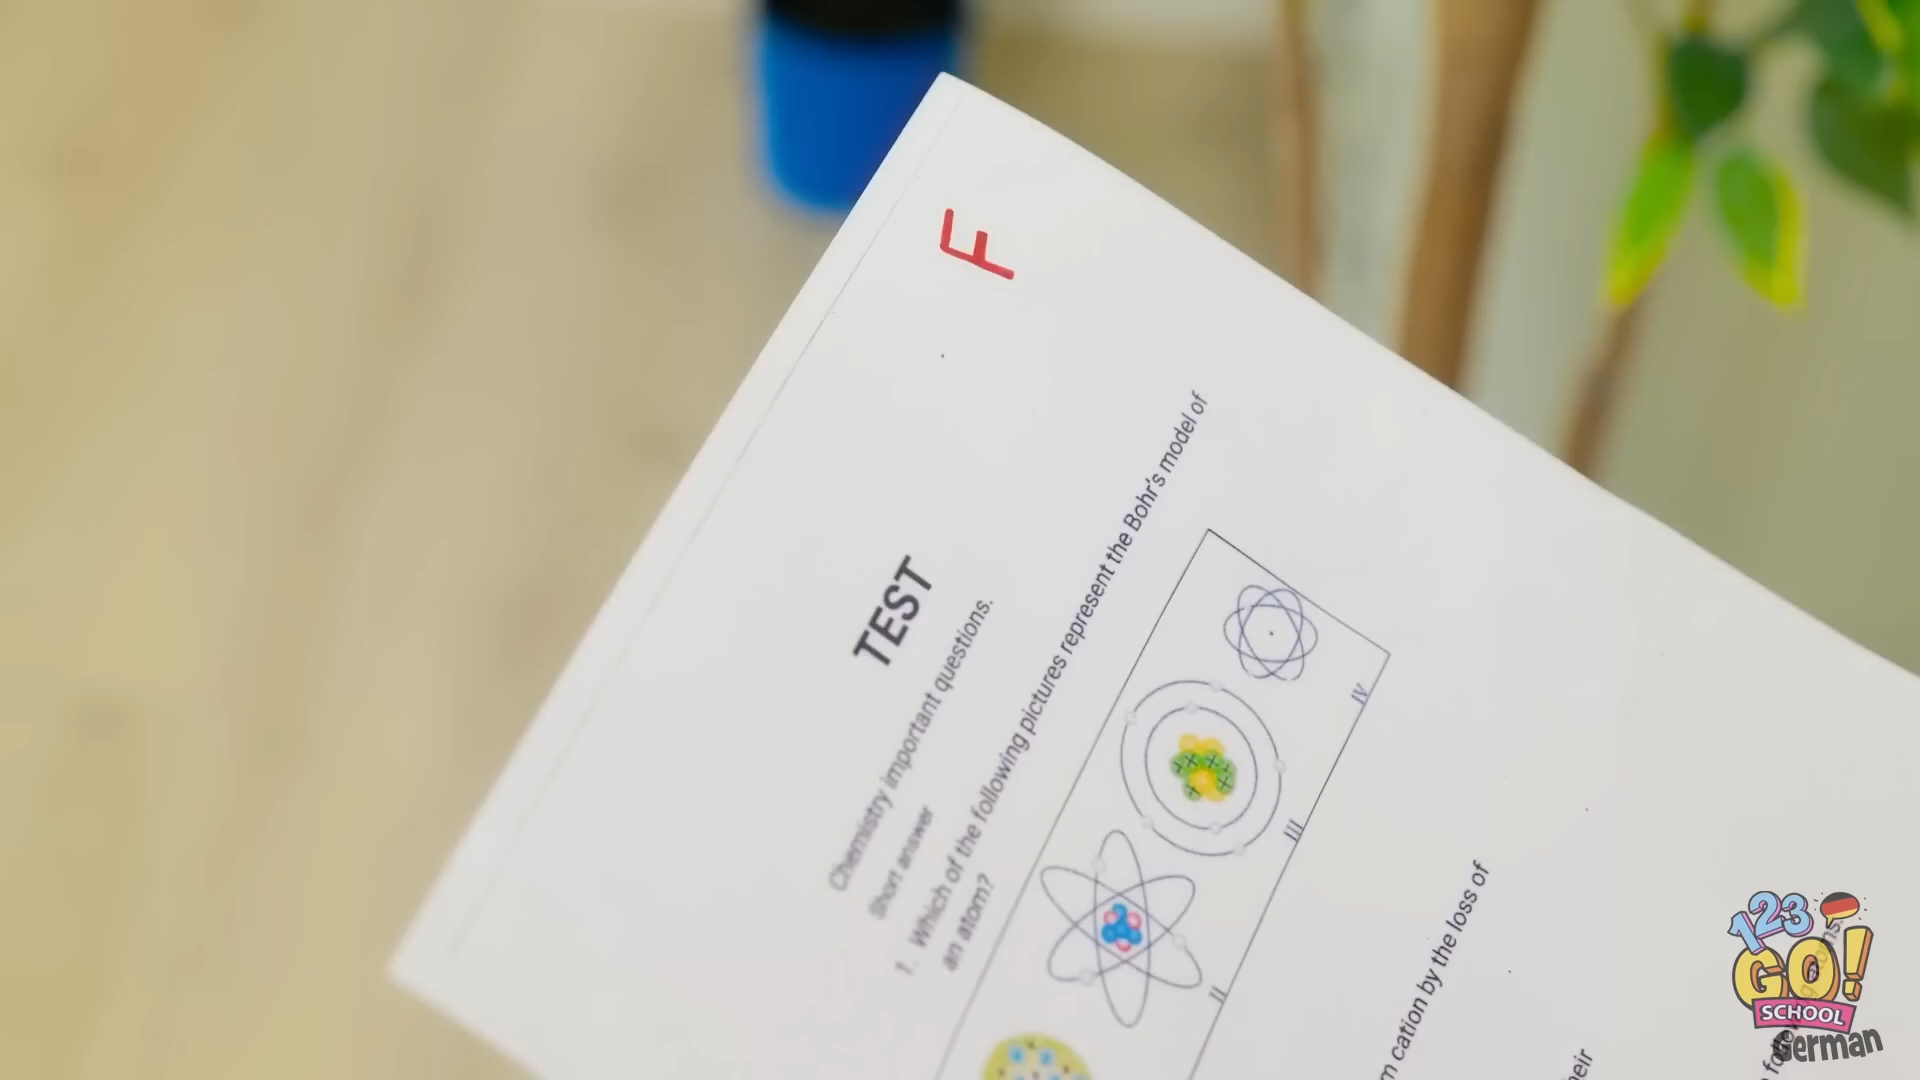 F
TEST
Chemistry important questions.
Short answer
1. Which of the following pictures represent the Bohr's model of
an atom?
II
III
IV
m cation by the loss of
heir
123
GO!
SCHOOL
German